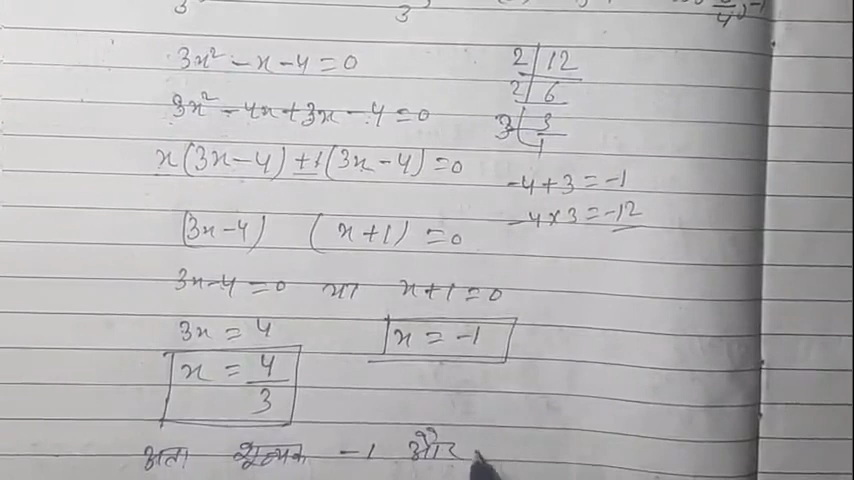 3x² - x - 4 = 0
3x² - 4x + 3x - 4 = 0
x(3x - 4) + 1(3x - 4) = 0
(3x - 4) (x + 1) = 0
3x - 4 = 0 या x + 1 = 0
3x = 4
x = -1
x = 4/3
अतः शून्यक -1 और
2 | 12
2 | 6
3 | 3
1
-4 + 3 = -1
-4 × 3 = -12